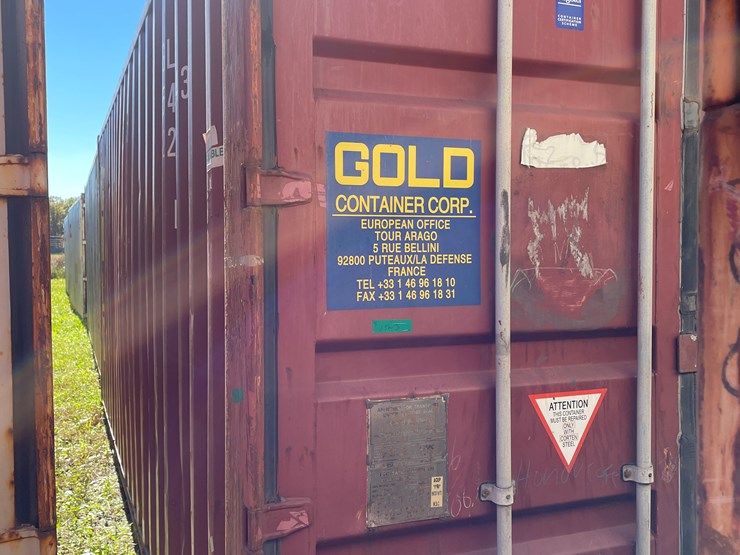 GOLD
CONTAINER CORP.
EUROPEAN OFFICE
TOUR ARAGO
5 RUE BELLINI
92800 PUTEAUX/LA DEFENSE
FRANCE
TEL +33 1 46 96 18 10
FAX +33 1 46 96 18 31
ATTENTION
THIS CONTAINER
MUST BE REPAIRED
ONLY
WITH
CORTEN
STEEL
BLE
L
3
4
2